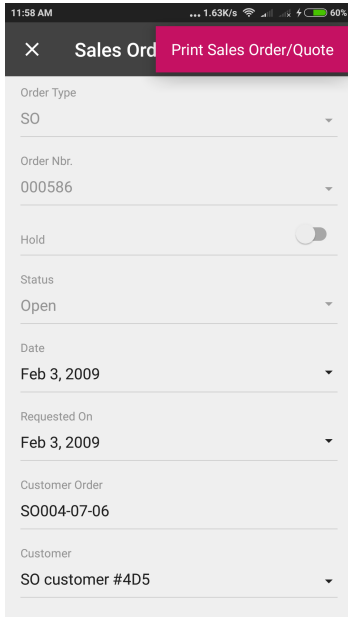 11:58 AM ... 1.63K/s 60%
Sales Ord Print Sales Order/Quote
Order Type
SO
Order Nbr.
000586
Hold
Status
Open
Date
Feb 3, 2009
Requested On
Feb 3, 2009
Customer Order
SO004-07-06
Customer
SO customer #4D5